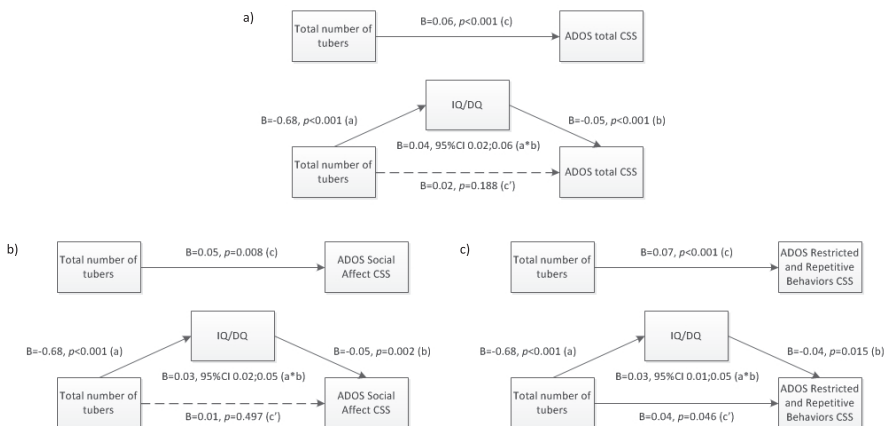 a)
Total number of
tubers
B=0.06, p<0.001 (c)
ADOS total CSS
IQ/DQ
B=-0.68, p<0.001 (a)
B=-0.05, p<0.001 (b)
B=0.04, 95%CI 0.02;0.06 (a*b)
Total number of
tubers
ADOS total CSS
B=0.02, p=0.188 (c’)
b)
Total number of
tubers
B=0.05, p=0.008 (c)
ADOS Social
Affect CSS
IQ/DQ
B=-0.68, p<0.001 (a)
B=-0.05, p=0.002 (b)
B=0.03, 95%CI 0.02;0.05 (a*b)
Total number of
tubers
ADOS Social
Affect CSS
B=0.01, p=0.497 (c’)
c)
Total number of
tubers
B=0.07, p<0.001 (c)
ADOS Restricted
and Repetitive
Behaviors CSS
IQ/DQ
B=-0.68, p<0.001 (a)
B=-0.04, p=0.015 (b)
B=0.03, 95%CI 0.01;0.05 (a*b)
Total number of
tubers
ADOS Restricted
and Repetitive
Behaviors CSS
B=0.04, p=0.046 (c’)